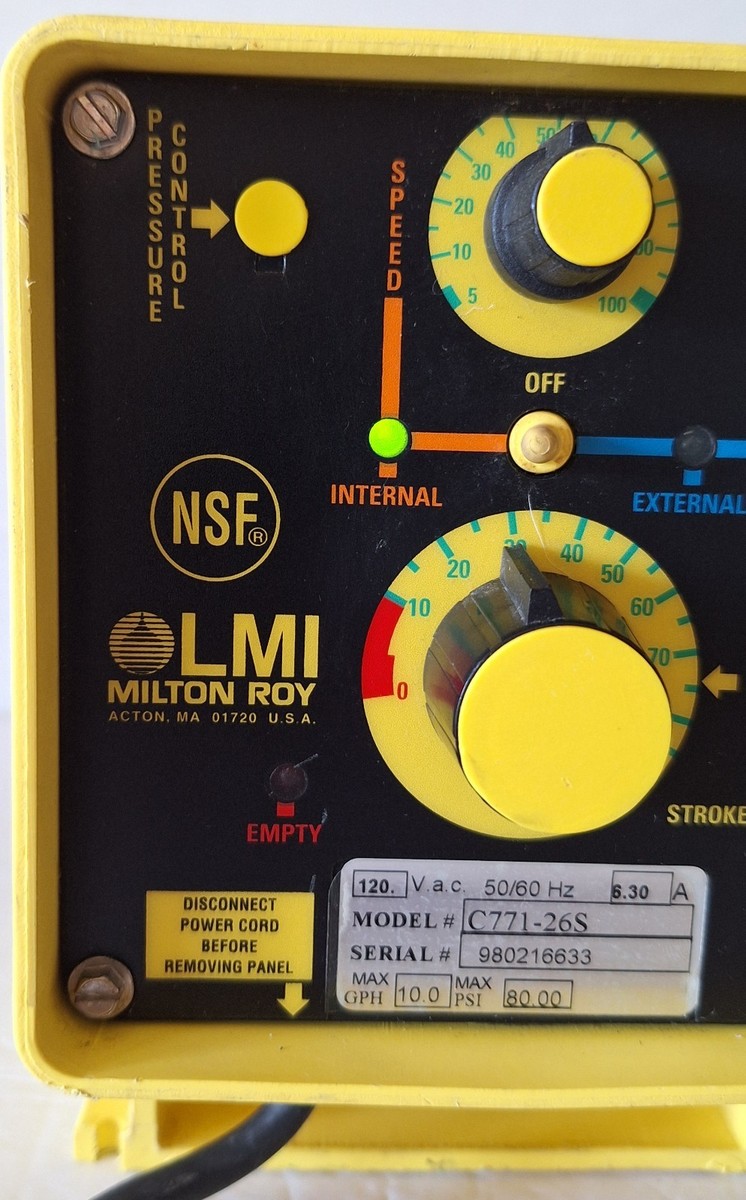 PRESSURE
CONTROL
SPEED
5
10
20
30
40
50
100
OFF
INTERNAL
EXTERNAL
NSF®
LMI
MILTON ROY
ACTON, MA 01720 U.S.A.
0
10
20
30
40
50
60
70
STROKE
EMPTY
DISCONNECT
POWER CORD
BEFORE
REMOVING PANEL
120. V.a.c. 50/60 Hz 6.30 A
MODEL # C771-26S
SERIAL # 980216633
MAX GPH 10.0 MAX PSI 80.00